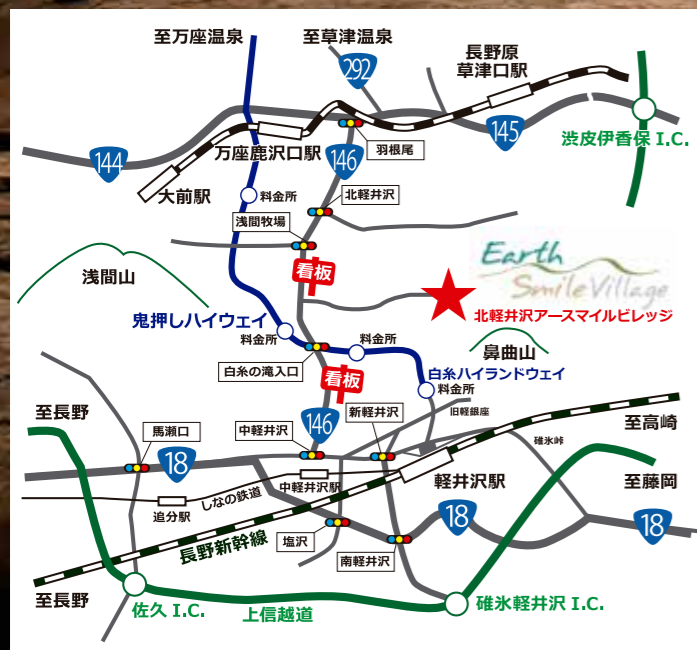 至万座温泉
至草津温泉
長野原
草津口駅
292
渋皮伊香保 I.C.
144
万座鹿沢口駅
146
羽根尾
145
大前駅
料金所
北軽井沢
浅間牧場
Earth
Smile Village
浅間山
看板
北軽井沢アースマイルビレッジ
鬼押しハイウェイ
料金所
料金所
鼻曲山
白糸の滝入口
看板
白糸ハイランドウェイ
料金所
至長野
146
旧軽銀座
至高崎
馬瀬口
18
中軽井沢
新軽井沢
碓氷峠
中軽井沢駅
軽井沢駅
至藤岡
しなの鉄道
追分駅
18
18
長野新幹線
塩沢
南軽井沢
至長野
佐久 I.C.
上信越道
碓氷軽井沢 I.C.